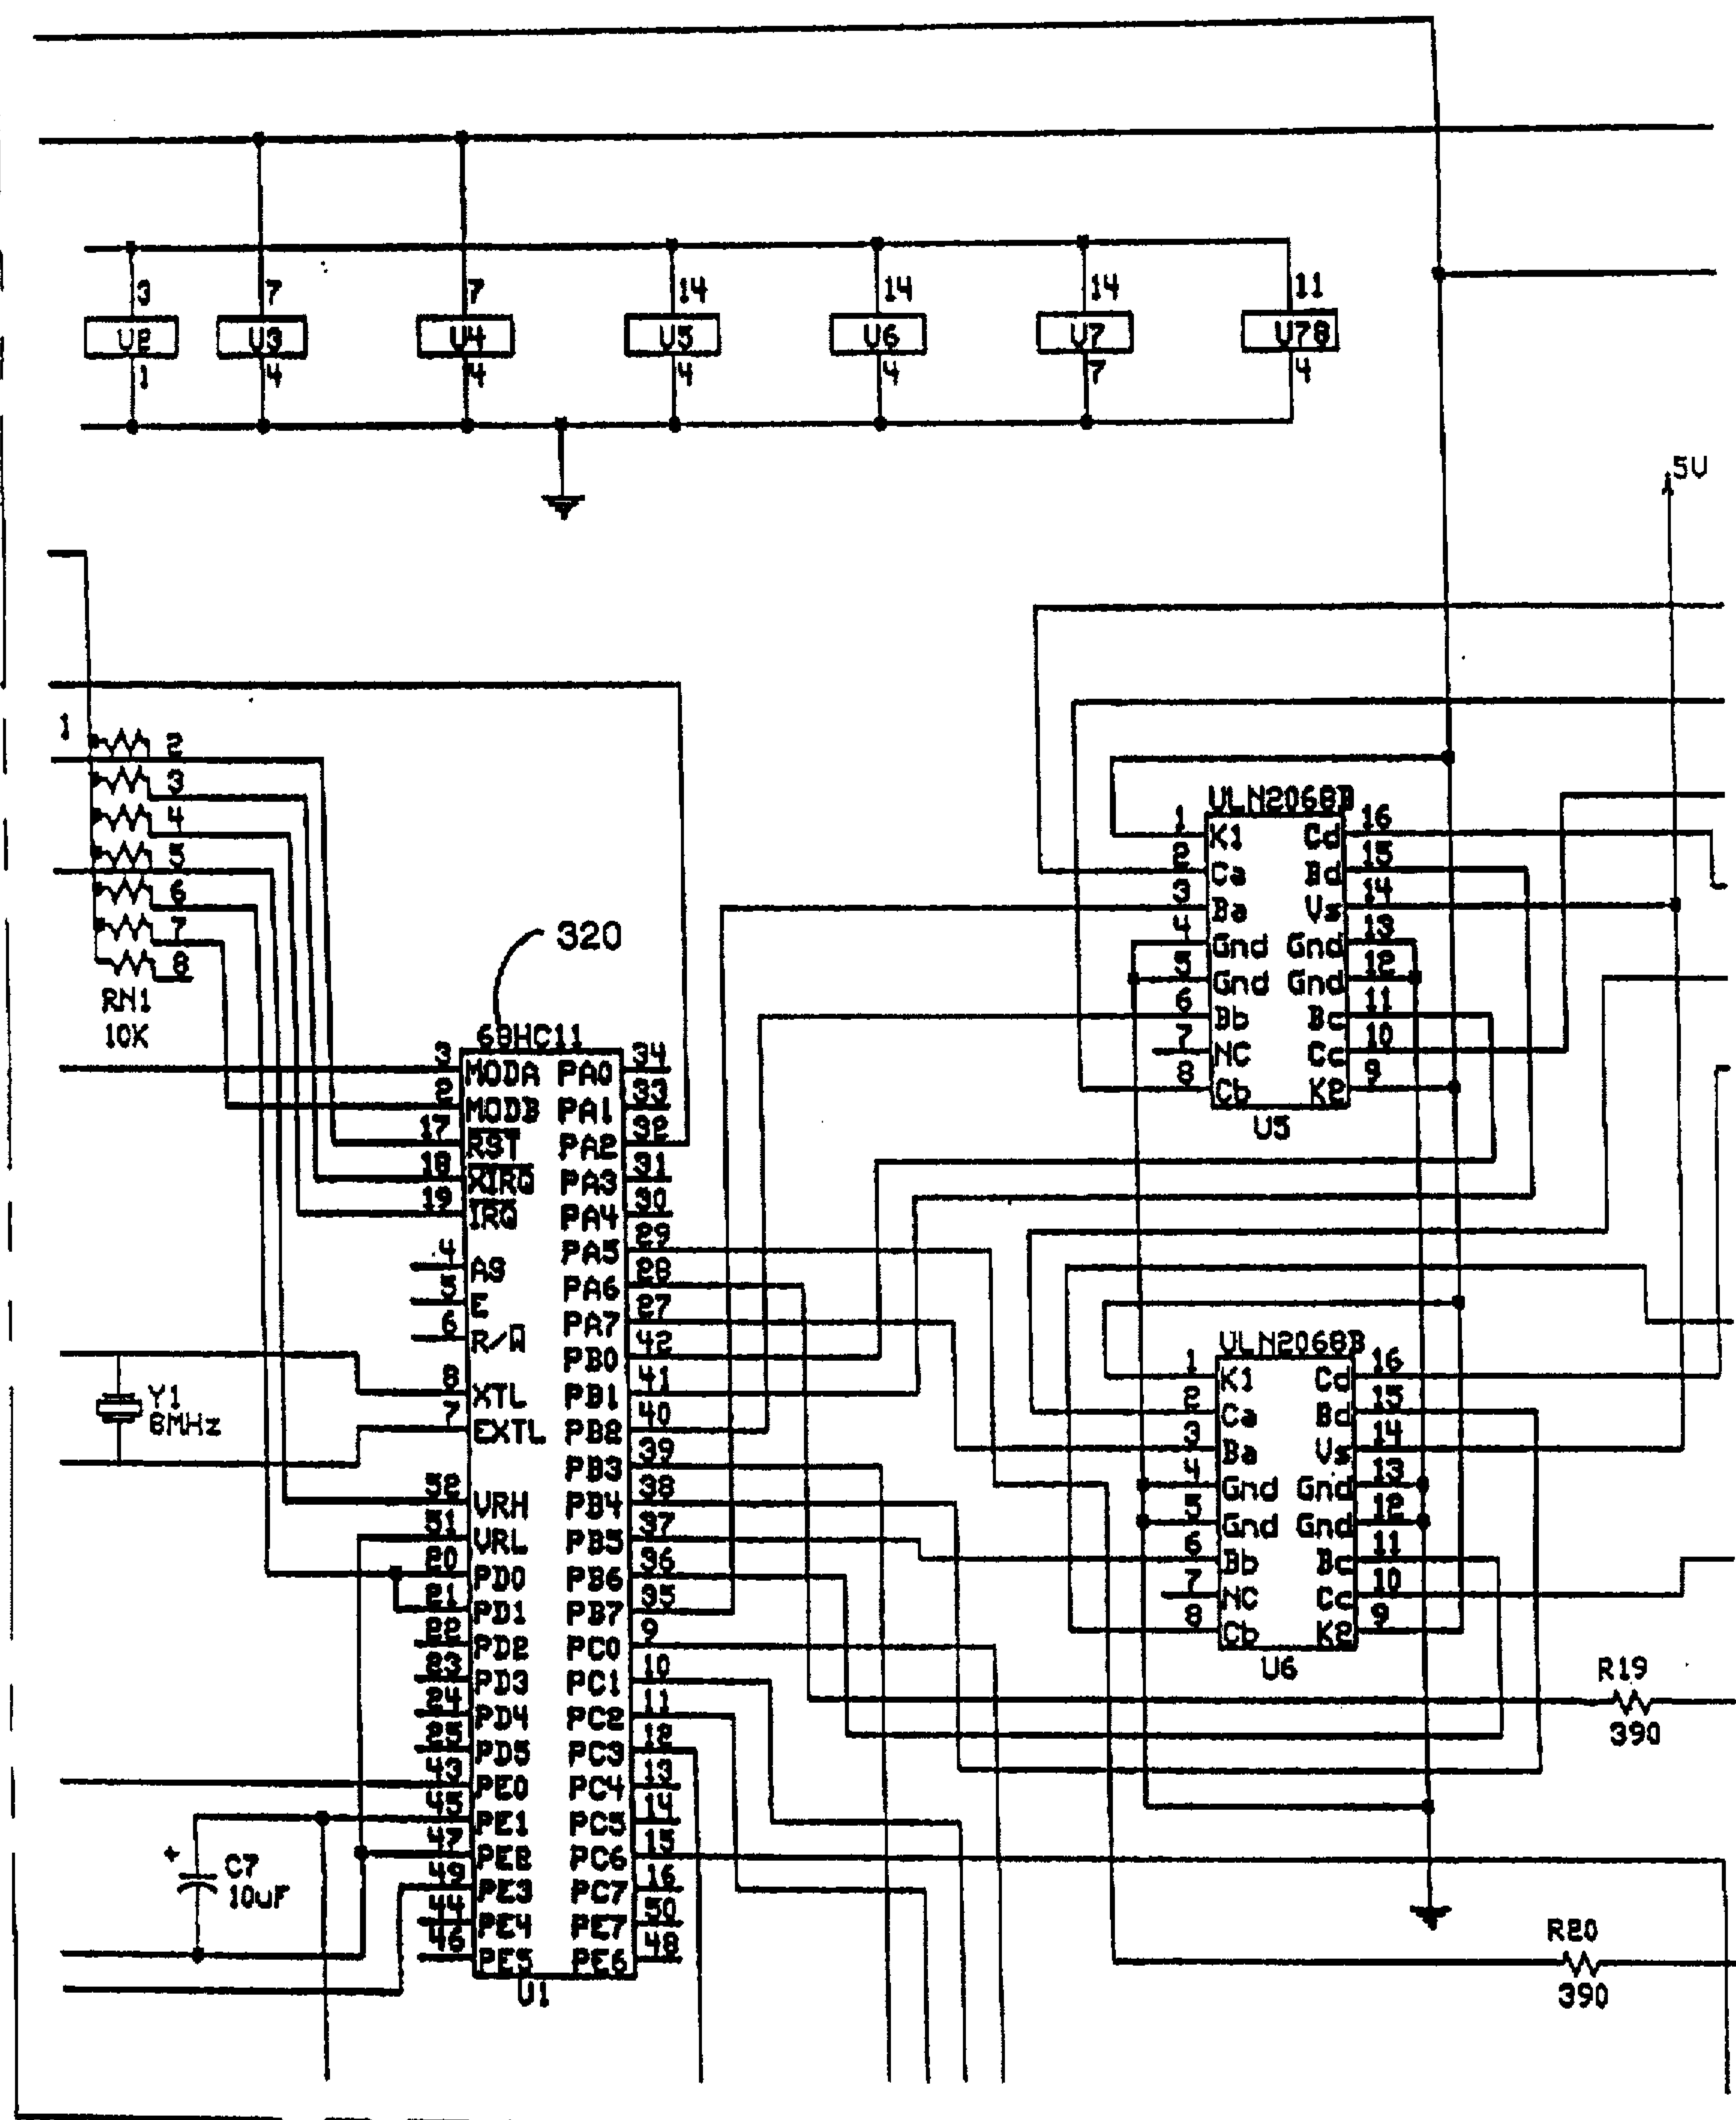 3 7 7 14 14 14 11
U2 U3 U4 U5 U6 U7 U78
1 4 4 4 4 7 4
5V
1
2
3
4
5
6
7
8
RN1
10K
320
68HC11
3 MODA PA0 34
2 MODB PA1 33
17 RST PA2 32
18 XIRQ PA3 31
19 IRQ PA4 30
PA5 29
4 AS PA6 28
5 E PA7 27
6 R/W PB0 42
8 XTL PB1 41
7 EXTL PB2 40
PB3 39
52 VRH PB4 38
51 VRL PB5 37
20 PD0 PB6 36
21 PD1 PB7 35
22 PD2 PC0 9
23 PD3 PC1 10
24 PD4 PC2 11
25 PD5 PC3 12
43 PE0 PC4 13
45 PE1 PC5 14
47 PE2 PC6 15
49 PE3 PC7 16
44 PE4 PE7 50
46 PE5 PE6 48
U1
Y1
8MHz
+ C7
10uF
ULN2068B
1 K1 Cd 16
2 Ca Bd 15
3 Ba Vs 14
4 Gnd Gnd 13
5 Gnd Gnd 12
6 Bb Bc 11
7 NC Cc 10
8 Cb K2 9
U5
ULN2068B
1 K1 Cd 16
2 Ca Bd 15
3 Ba Vs 14
4 Gnd Gnd 13
5 Gnd Gnd 12
6 Bb Bc 11
7 NC Cc 10
8 Cb K2 9
U6
R19
390
R20
390